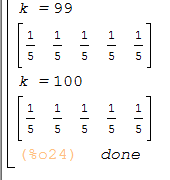 k = 99
[ 1/5 1/5 1/5 1/5 1/5 ]
k = 100
[ 1/5 1/5 1/5 1/5 1/5 ]
(%o24) done